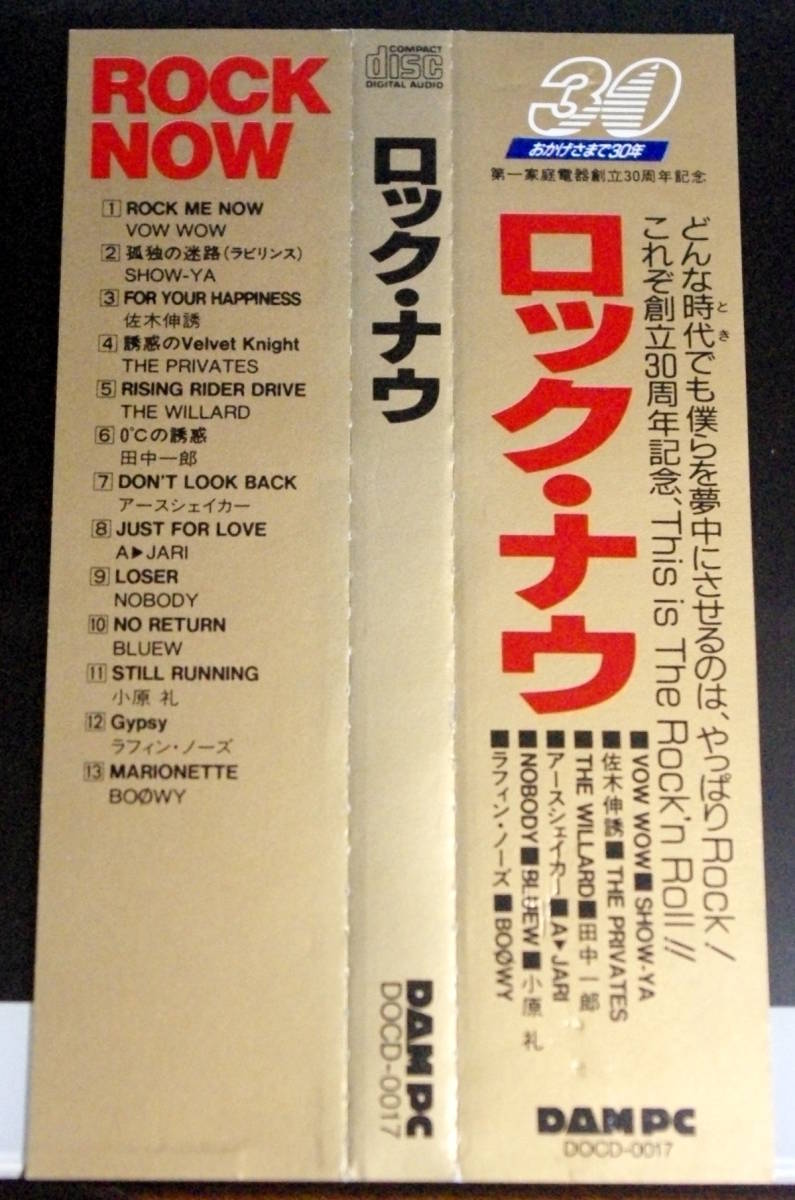 ROCK
NOW
1 ROCK ME NOW
VOW WOW
2 孤独の迷路(ラビリンス)
SHOW-YA
3 FOR YOUR HAPPINESS
佐木伸誘
4 誘惑のVelvet Knight
THE PRIVATES
5 RISING RIDER DRIVE
THE WILLARD
6 0℃の誘惑
田中一郎
7 DON'T LOOK BACK
アースシェイカー
8 JUST FOR LOVE
A▶JARI
9 LOSER
NOBODY
10 NO RETURN
BLUEW
11 STILL RUNNING
小原 礼
12 Gypsy
ラフィン・ノーズ
13 MARIONETTE
BOØWY
COMPACT
disc
DIGITAL AUDIO
ロック・ナウ
DAM PC
DOCD-0017
30
おかげさまで30年
第一家庭電器創立30周年記念
どんな時代でも僕らを夢中にさせるのは、やっぱりRock!
とき
これぞ創立30周年記念、This is The Rock'n Roll!!
ロック・ナウ
■VOW WOW■SHOW-YA
■佐木伸誘■THE PRIVATES
■THE WILLARD■田中一郎
■アースシェイカー■A▶JARI
■NOBODY■BLUEW■小原 礼
■ラフィン・ノーズ■BOØWY
DAM PC
DOCD-0017